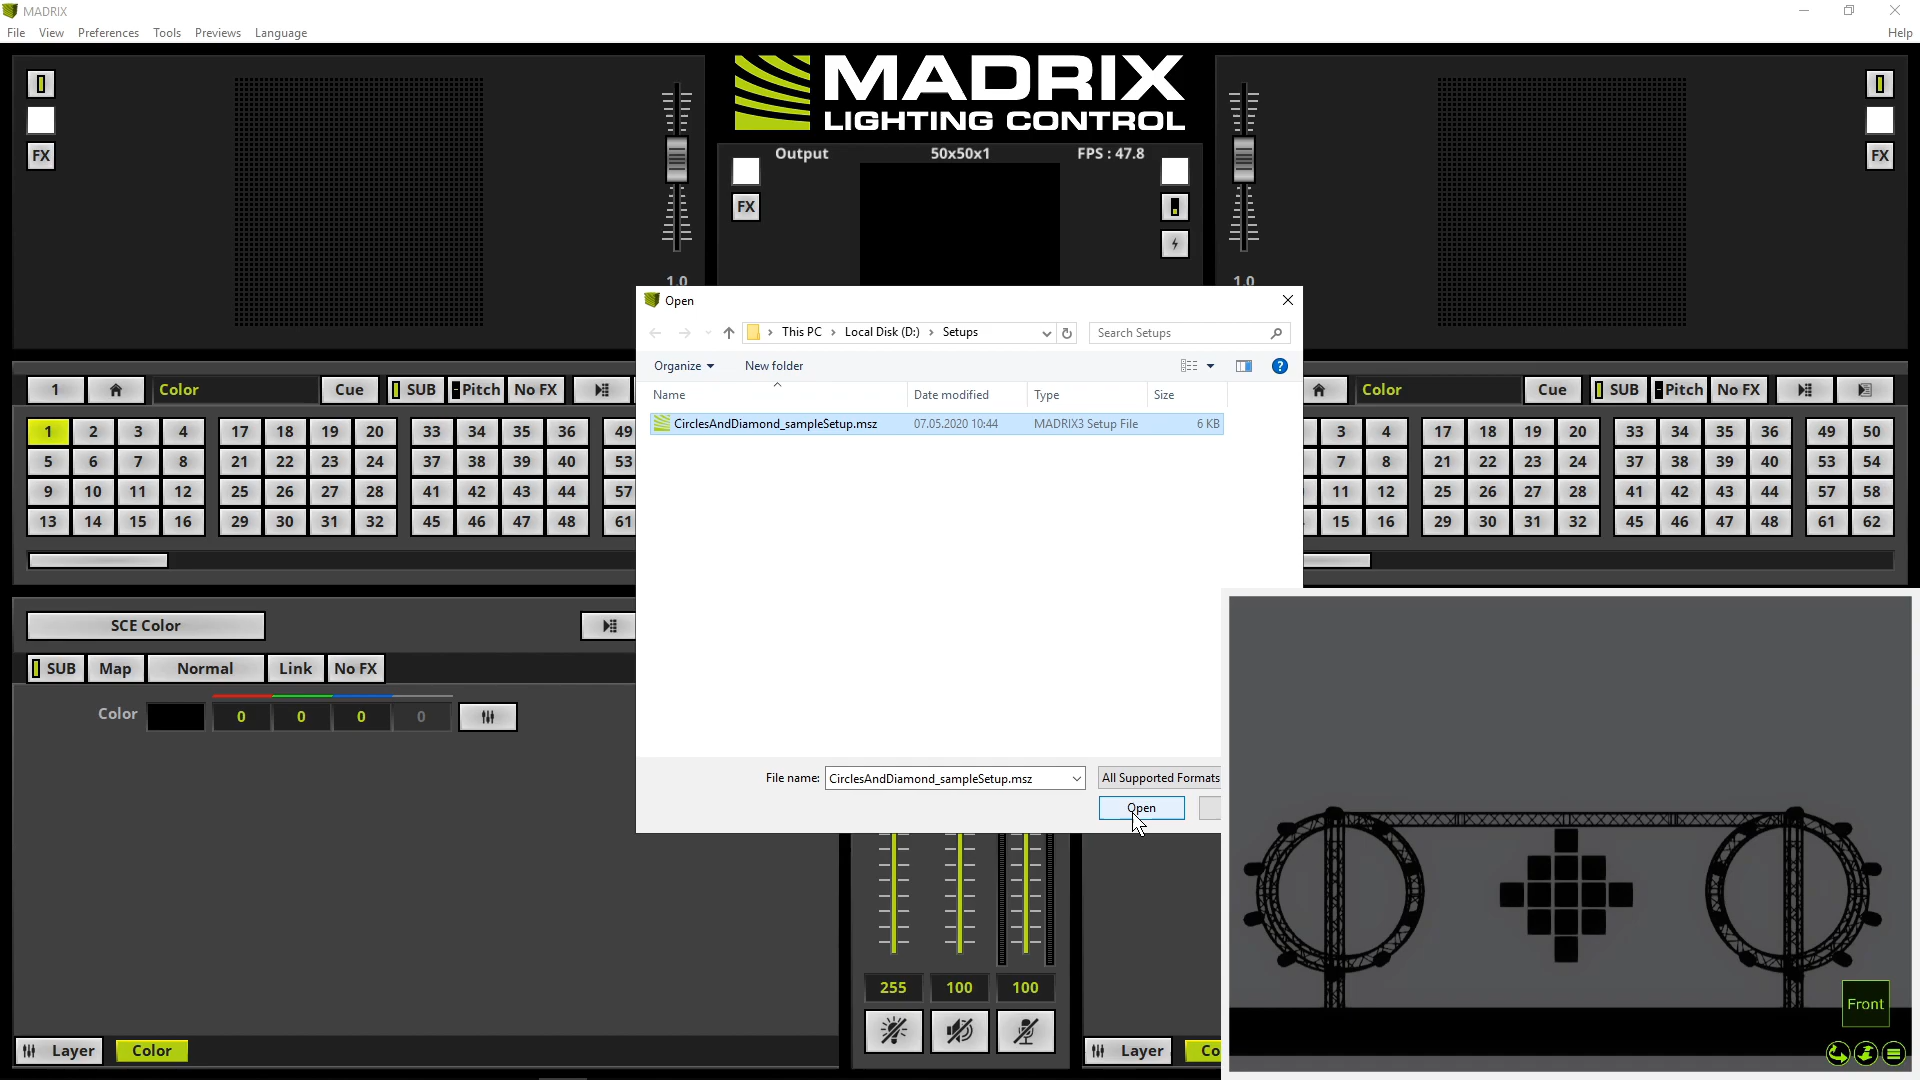 MADRIX
File View Preferences Tools Previews Language Help
MADRIX
LIGHTING CONTROL
Output 50x50x1 FPS : 47.8
FX
FX
FX
1.0
1.0
Open
This PC › Local Disk (D:) › Setups
Search Setups
Organize New folder
Name Date modified Type Size
CirclesAndDiamond_sampleSetup.msz 07.05.2020 10:44 MADRIX3 Setup File 6 KB
File name: CirclesAndDiamond_sampleSetup.msz All Supported Formats
Open
1 Color Cue SUB Pitch No FX
1 2 3 4 17 18 19 20 33 34 35 36 49
5 6 7 8 21 22 23 24 37 38 39 40 53
9 10 11 12 25 26 27 28 41 42 43 44 57
13 14 15 16 29 30 31 32 45 46 47 48 61
Color Cue SUB Pitch No FX
3 4 17 18 19 20 33 34 35 36 49 50
7 8 21 22 23 24 37 38 39 40 53 54
11 12 25 26 27 28 41 42 43 44 57 58
15 16 29 30 31 32 45 46 47 48 61 62
SCE Color
SUB Map Normal Link No FX
Color 0 0 0 0
255 100 100
Layer Color
Layer Co
Front